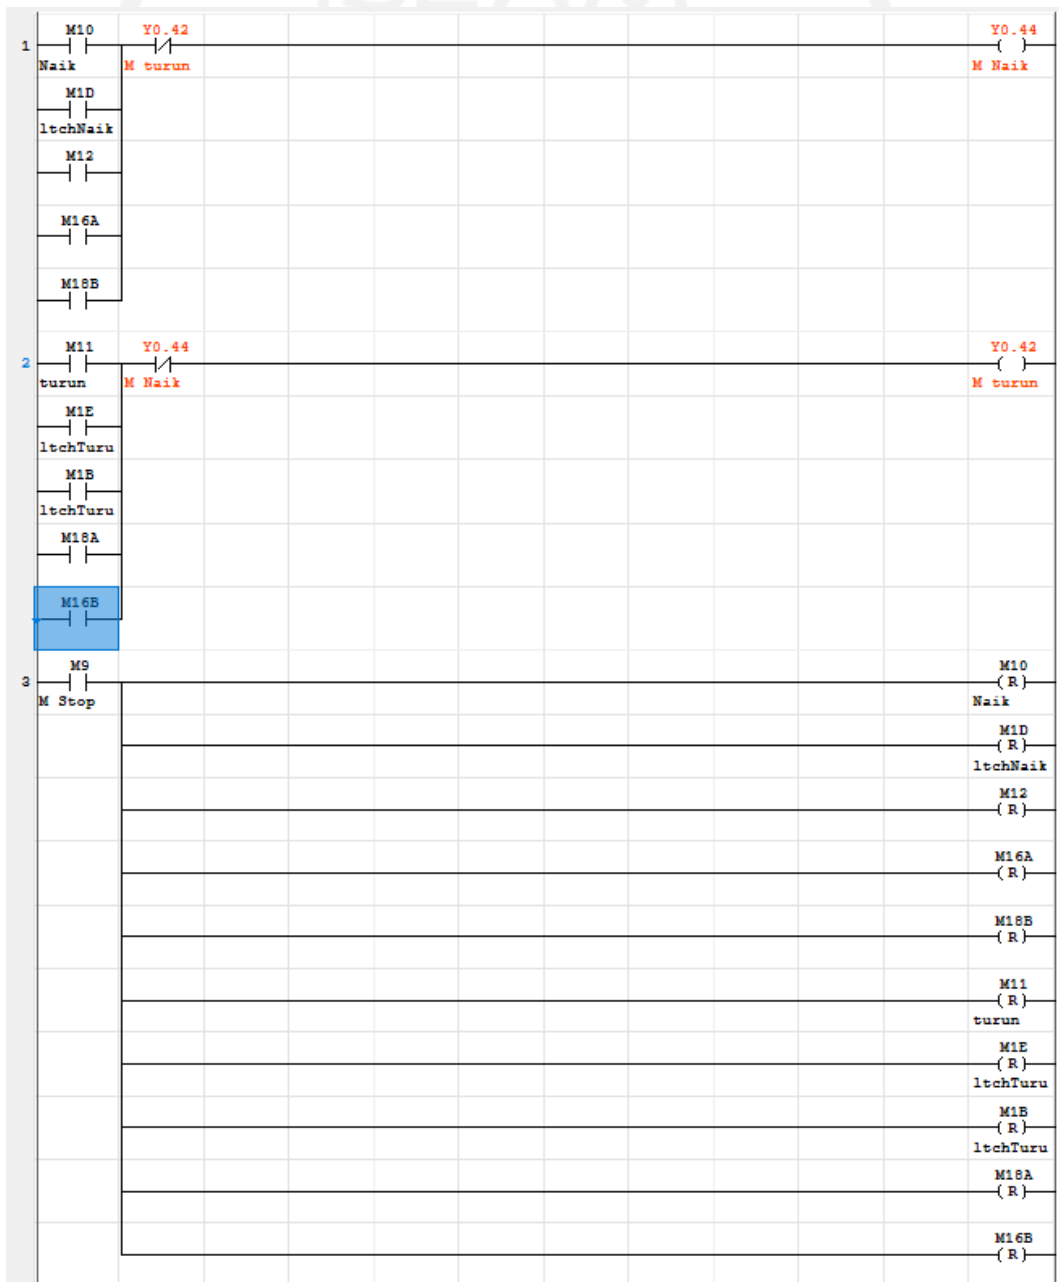 M10 Y0.42 Y0.44
1
Naik M turun M Naik
M1D
ltchNaik
M12
M16A
M18B
M11 Y0.44 Y0.42
2
turun M Naik M turun
M1E
ltchTuru
M1B
ltchTuru
M18A
M16B
M9 M10
3 (R)
M Stop Naik
M1D
(R)
ltchNaik
M12
(R)
M16A
(R)
M18B
(R)
M11
(R)
turun
M1E
(R)
ltchTuru
M1B
(R)
ltchTuru
M18A
(R)
M16B
(R)